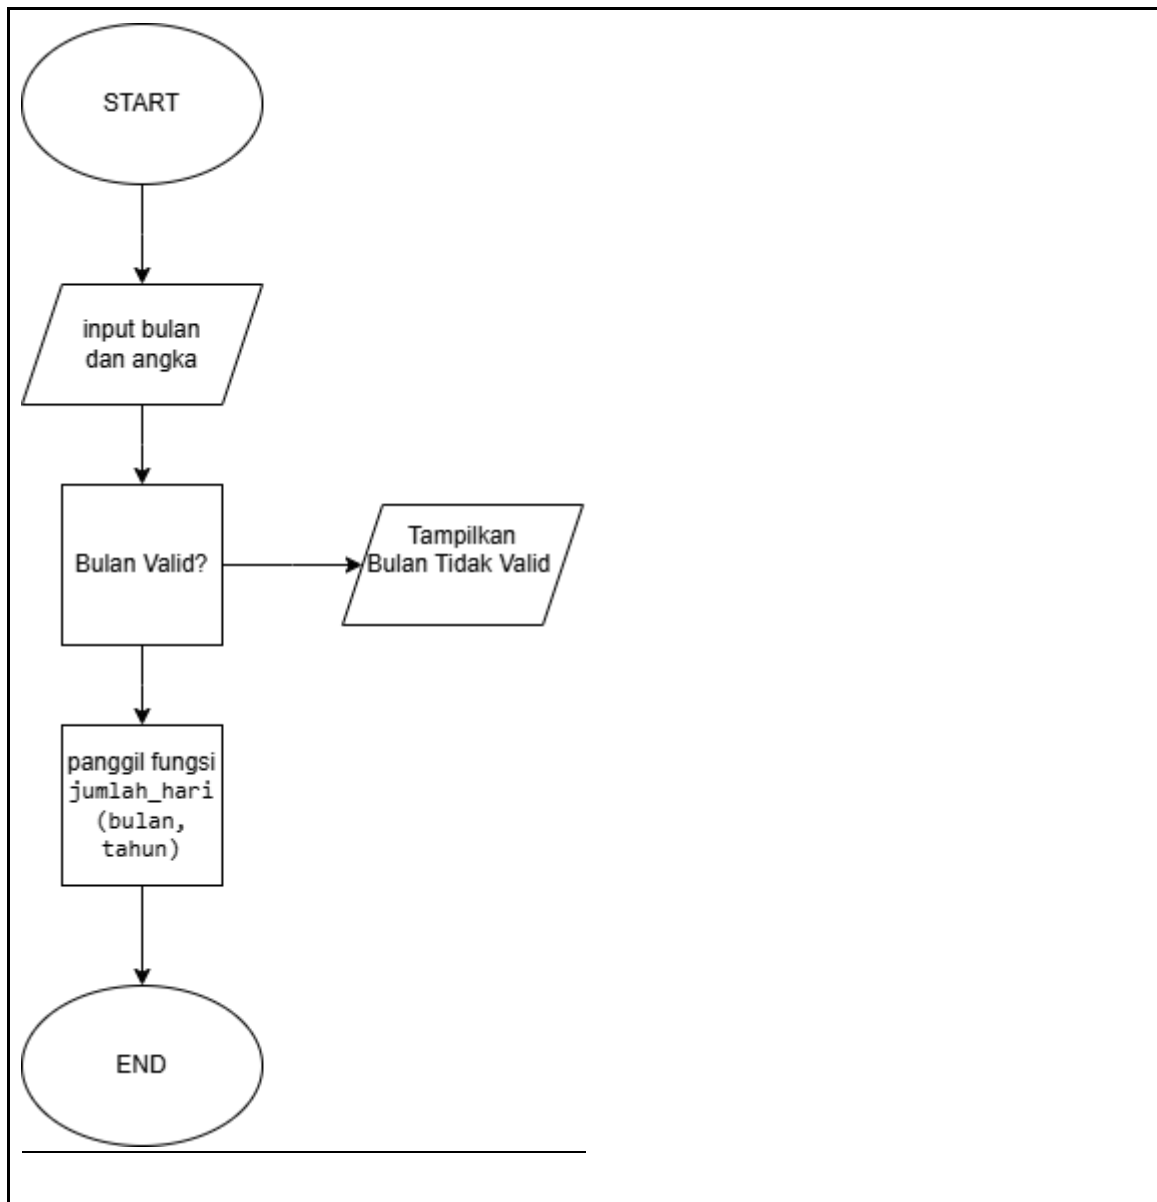 START
input bulan
dan angka
Bulan Valid?
Tampilkan
Bulan Tidak Valid
panggil fungsi
jumlah_hari
(bulan,
tahun)
END